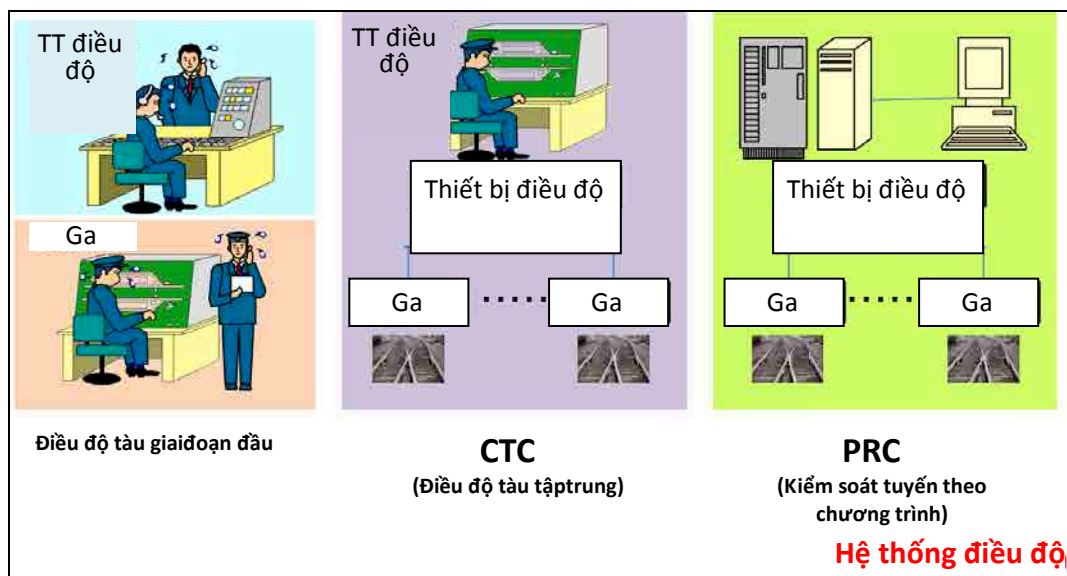 TT điều
độ
Ga
Điều độ tàu giaiđoạn đầu
TT điều
độ
Thiết bị điều độ
Ga ..... Ga
CTC
(Điều độ tàu tậptrung)
Thiết bị điều độ
Ga ..... Ga
PRC
(Kiểm soát tuyến theo
chương trình)
Hệ thống điều độ